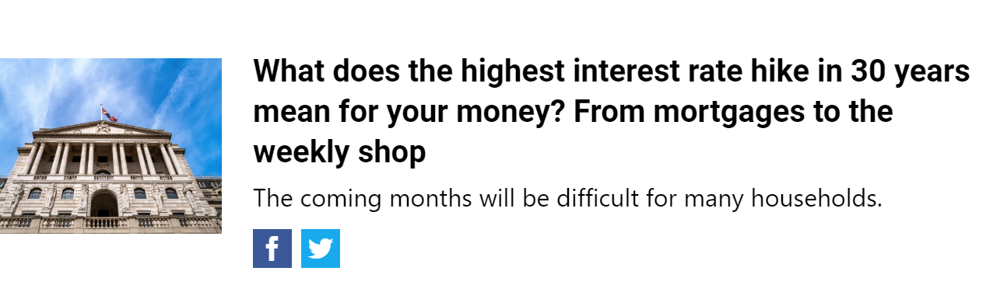 What does the highest interest rate hike in 30 years
mean for your money? From mortgages to the
weekly shop
The coming months will be difficult for many households.